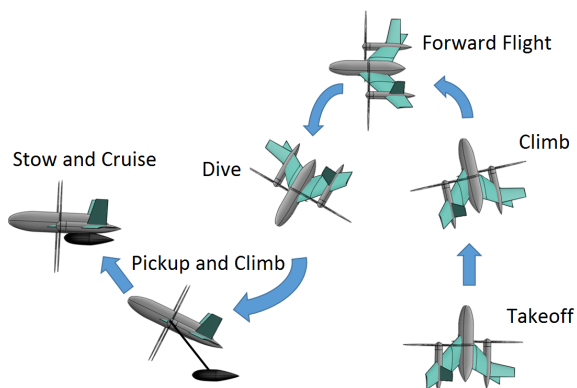 Forward Flight
Climb
Stow and Cruise
Dive
Pickup and Climb
Takeoff